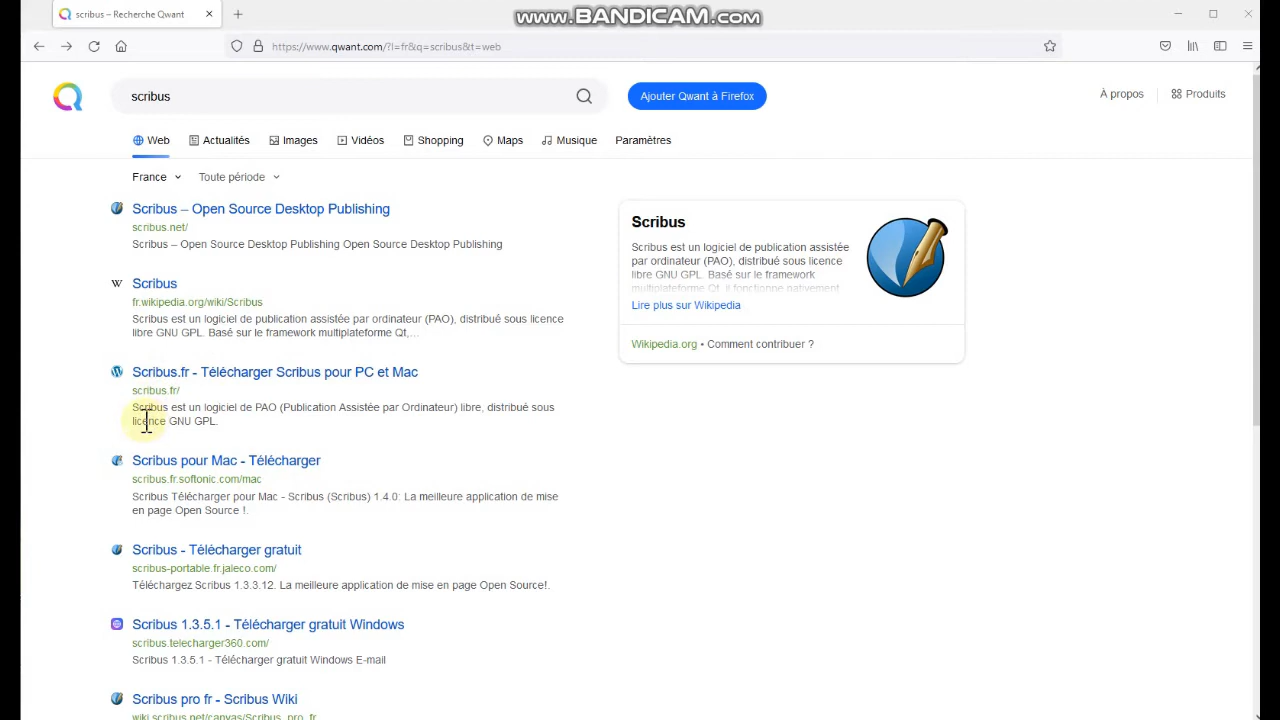 scribus – Recherche Qwant
www.BANDICAM.com
https://www.qwant.com/?l=fr&q=scribus&t=web
scribus
Ajouter Qwant à Firefox
À propos
Produits
Web
Actualités
Images
Vidéos
Shopping
Maps
Musique
Paramètres
France
Toute période
Scribus – Open Source Desktop Publishing
scribus.net/
Scribus – Open Source Desktop Publishing Open Source Desktop Publishing
W
Scribus
fr.wikipedia.org/wiki/Scribus
Scribus est un logiciel de publication assistée par ordinateur (PAO), distribué sous licence
libre GNU GPL. Basé sur le framework multiplateforme Qt,...
Scribus.fr - Télécharger Scribus pour PC et Mac
scribus.fr/
Scribus est un logiciel de PAO (Publication Assistée par Ordinateur) libre, distribué sous
licence GNU GPL.
Scribus pour Mac - Télécharger
scribus.fr.softonic.com/mac
Scribus Télécharger pour Mac - Scribus (Scribus) 1.4.0: La meilleure application de mise
en page Open Source !.
Scribus - Télécharger gratuit
scribus-portable.fr.jaleco.com/
Téléchargez Scribus 1.3.3.12. La meilleure application de mise en page Open Source!.
Scribus 1.3.5.1 - Télécharger gratuit Windows
scribus.telecharger360.com/
Scribus 1.3.5.1 - Télécharger gratuit Windows E-mail
Scribus pro fr - Scribus Wiki
wiki.scribus.net/canvas/Scribus_pro_fr
Scribus
Scribus est un logiciel de publication assistée
par ordinateur (PAO), distribué sous licence
libre GNU GPL. Basé sur le framework
multiplateforme Qt, il fonctionne nativement
Lire plus sur Wikipedia
Wikipedia.org • Comment contribuer ?